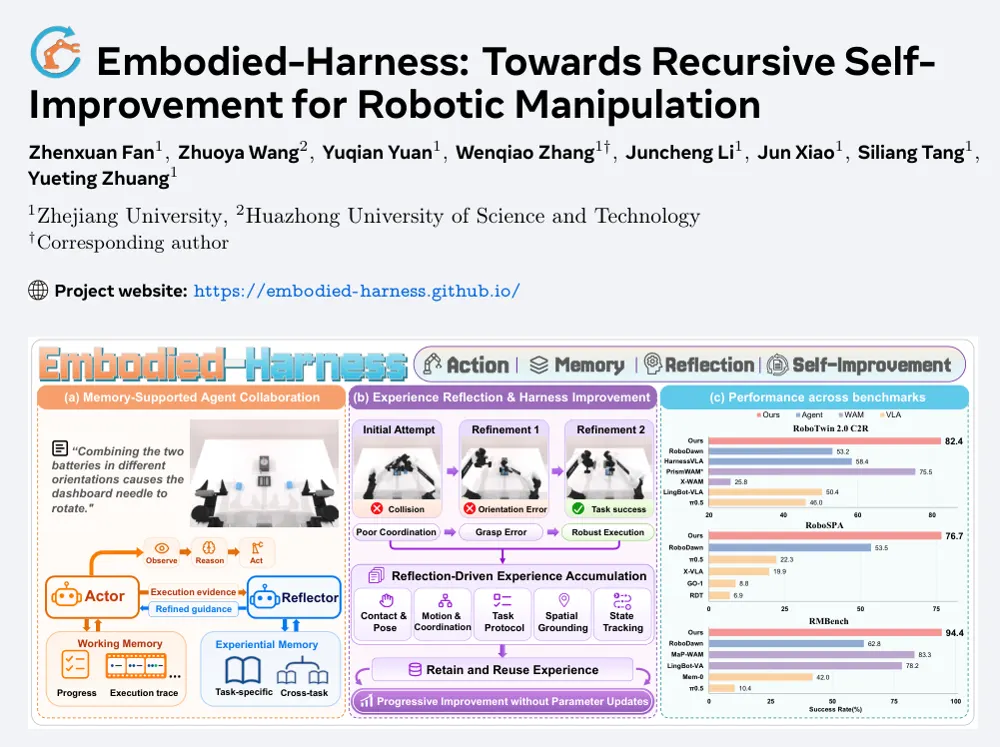 Embodied-Harness: Towards Recursive Self-
Improvement for Robotic Manipulation
Zhenxuan Fan¹, Zhuoya Wang², Yuqian Yuan¹, Wenqiao Zhang¹†, Juncheng Li¹, Jun Xiao¹, Siliang Tang¹,
Yueting Zhuang¹
¹Zhejiang University, ²Huazhong University of Science and Technology
†Corresponding author
Project website: https://embodied-harness.github.io/
Embodied-Harness
Action | Memory | Reflection | Self-Improvement
(a) Memory-Supported Agent Collaboration
"Combining the two
batteries in different
orientations causes the
dashboard needle to
rotate."
Observe
Reason
Act
Actor
Execution evidence
Refined guidance
Reflector
Working Memory
Progress
Execution trace
...
Experiential Memory
Task-specific
Cross-task
(b) Experience Reflection & Harness Improvement
Initial Attempt
Refinement 1
Refinement 2
Collision
Orientation Error
Task success
Poor Coordination
Grasp Error
Robust Execution
Reflection-Driven Experience Accumulation
Contact &
Pose
Motion &
Coordination
Task
Protocol
Spatial
Grounding
State
Tracking
Retain and Reuse Experience
Progressive Improvement without Parameter Updates
(c) Performance across benchmarks
Ours Agent WAM VLA
RoboTwin 2.0 C2R
Ours 82.4
RoboDawn 53.2
HarnessVLA 58.4
PrismWAM* 75.5
X-WAM 25.8
LingBot-VLA 50.4
π0.5 46.0
20 40 60 80
RoboSPA
Ours 76.7
RoboDawn 53.5
π0.5 22.3
X-VLA 19.9
GO-1 8.8
RDT 6.9
0 25 50 75
RMBench
Ours 94.4
RoboDawn 62.8
MaP-WAM 83.3
LingBot-VA 78.2
Mem-0 42.0
π0.5 10.4
0 20 40 60 80 100
Success Rate(%)